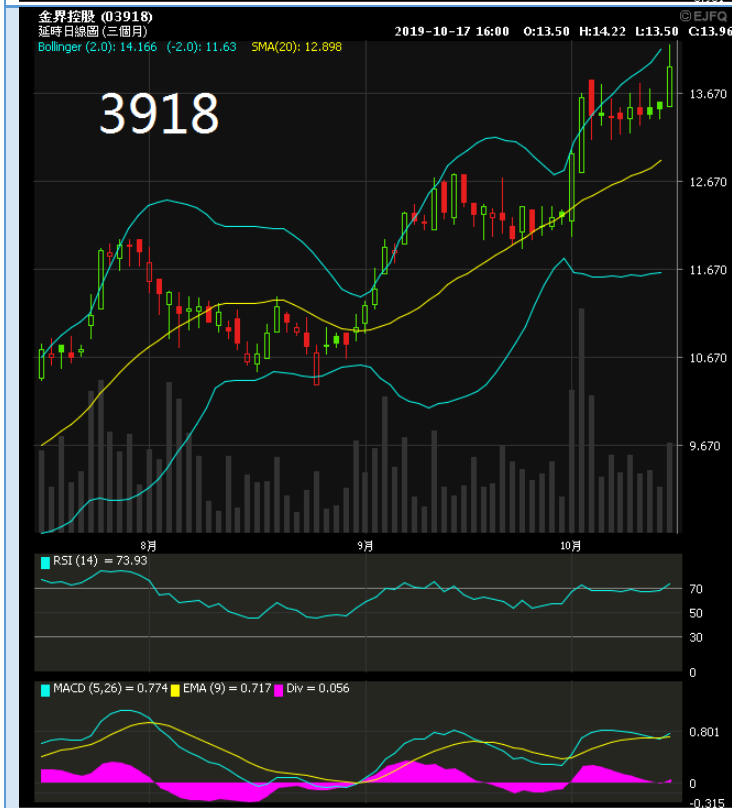 金界控股 (03918)
©EJFQ
延時日線圖 (三個月)
2019-10-17 16:00 O:13.50 H:14.22 L:13.50 C:13.96
Bollinger (2.0): 14.166 (-2.0): 11.63 SMA(20): 12.898
3918
13.670
12.670
11.670
10.670
9.670
8月 9月 10月
RSI (14) = 73.93
70
50
30
0
MACD (5,26) = 0.774 EMA (9) = 0.717 Div = 0.056
0.801
0
-0.315